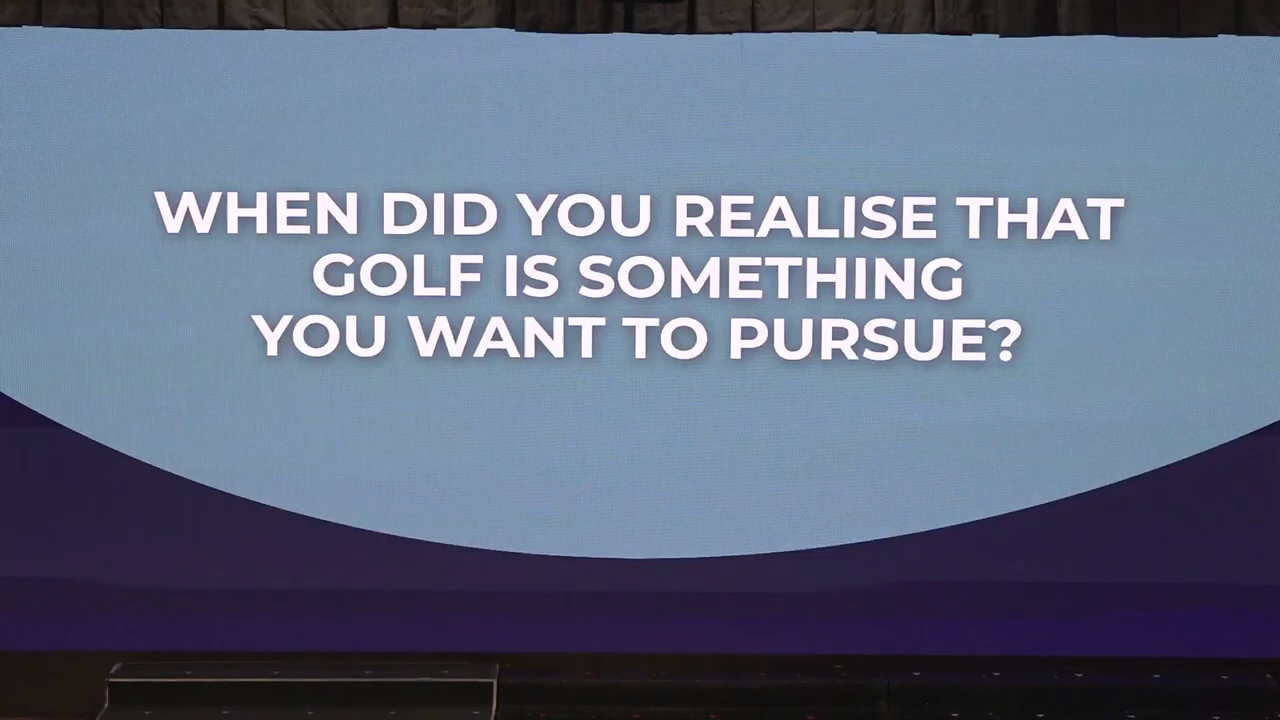 WHEN DID YOU REALISE THAT
GOLF IS SOMETHING
YOU WANT TO PURSUE?